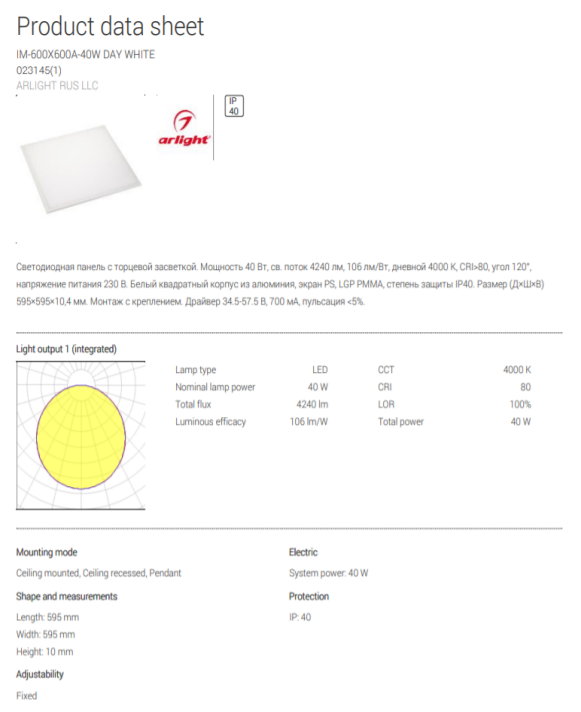 Product data sheet
IM-600X600A-40W DAY WHITE
023145(1)
ARLIGHT RUS LLC
IP
40
arlight
Светодиодная панель с торцевой засветкой. Мощность 40 Вт, св. поток 4240 лм, 106 лм/Вт, дневной 4000 K, CRI>80, угол 120°,
напряжение питания 230 В. Белый квадратный корпус из алюминия, экран PS, LGP PMMA, степень защиты IP40. Размер (Д×Ш×В)
595×595×10,4 мм. Монтаж с креплением. Драйвер 34.5-57.5 В, 700 мА, пульсация <5%.
Light output 1 (integrated)
Lamp type LED CCT 4000 K
Nominal lamp power 40 W CRI 80
Total flux 4240 lm LOR 100%
Luminous efficacy 106 lm/W Total power 40 W
Mounting mode
Ceiling mounted, Ceiling recessed, Pendant
Shape and measurements
Length: 595 mm
Width: 595 mm
Height: 10 mm
Adjustability
Fixed
Electric
System power: 40 W
Protection
IP: 40